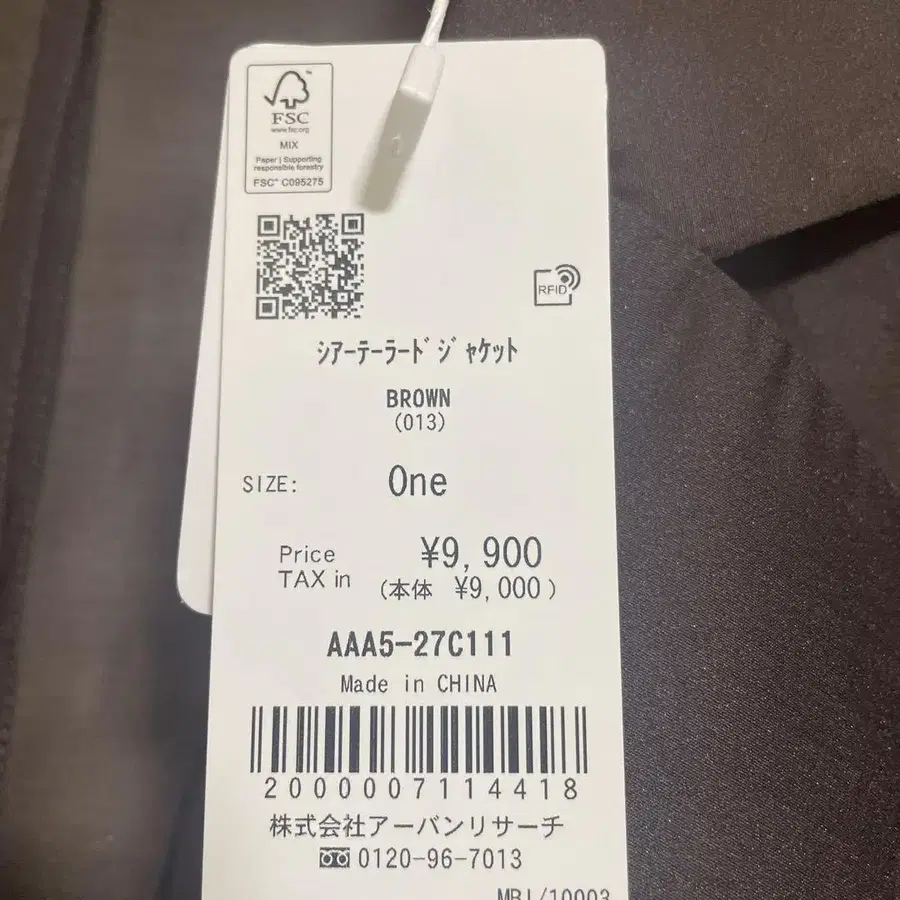 FSC
www.fsc.org
MIX
Paper | Supporting
responsible forestry
FSC® C095275
RFID
ｼｱｰﾃｰﾗｰﾄﾞｼﾞｬｹｯﾄ
BROWN
(013)
SIZE: One
Price ¥9,900
TAX in (本体 ¥9,000)
AAA5-27C111
Made in CHINA
2000007114418
株式会社アーバンリサーチ
0120-96-7013